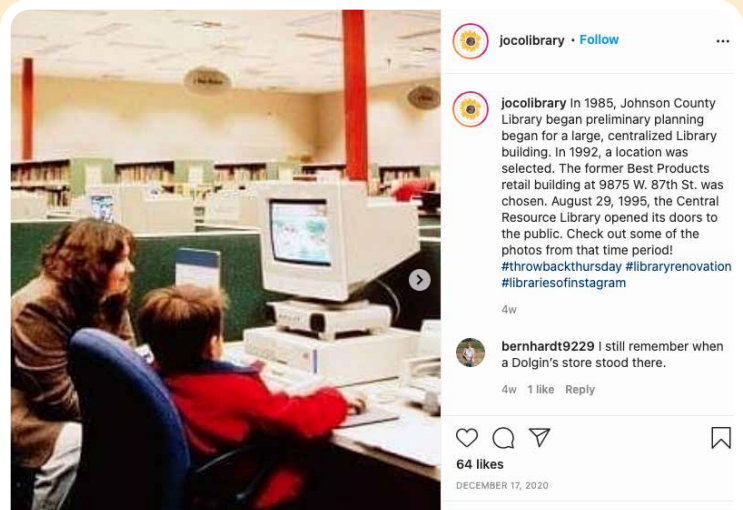 jocolibrary • Follow
jocolibrary In 1985, Johnson County
Library began preliminary planning
began for a large, centralized Library
building. In 1992, a location was
selected. The former Best Products
retail building at 9875 W. 87th St. was
chosen. August 29, 1995, the Central
Resource Library opened its doors to
the public. Check out some of the
photos from that time period!
#throwbackthursday #libraryrenovation
#librariesofinstagram
4w
bernhardt9229 I still remember when
a Dolgin's store stood there.
4w 1 like Reply
64 likes
DECEMBER 17, 2020